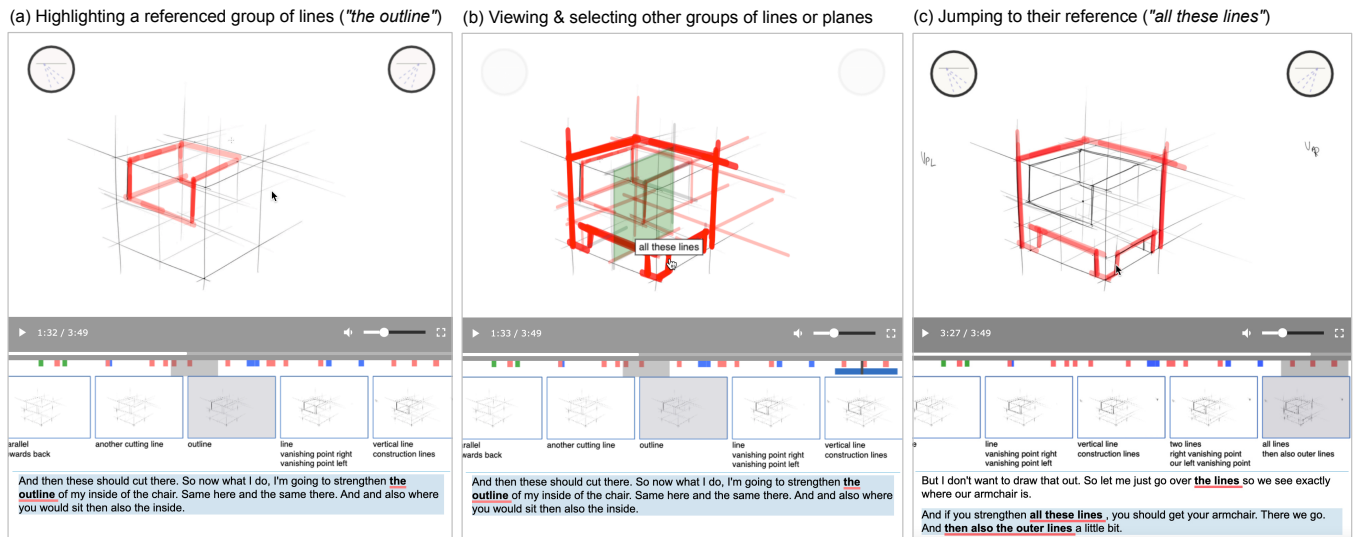 (a) Highlighting a referenced group of lines ("the outline")
1:32 / 3:49
arallel
wards back
another cutting line
outline
line
vanishing point right
vanishing point left
vertical line
construction lines
And then these should cut there. So now what I do, I'm going to strengthen the
outline of my inside of the chair. Same here and the same there. And and also where
you would sit then also the inside.
(b) Viewing & selecting other groups of lines or planes
all these lines
1:33 / 3:49
rallel
wards back
another cutting line
outline
line
vanishing point right
vanishing point left
vertical line
construction lines
And then these should cut there. So now what I do, I'm going to strengthen the
outline of my inside of the chair. Same here and the same there. And and also where
you would sit then also the inside.
(c) Jumping to their reference ("all these lines")
VPL
3:27 / 3:49
e
line
vanishing point right
vanishing point left
vertical line
construction lines
two lines
right vanishing point
our left vanishing point
all lines
then also outer lines
But I don't want to draw that out. So let me just go over the lines so we see exactly
where our armchair is.
And if you strengthen all these lines , you should get your armchair. There we go.
And then also the outer lines a little bit.